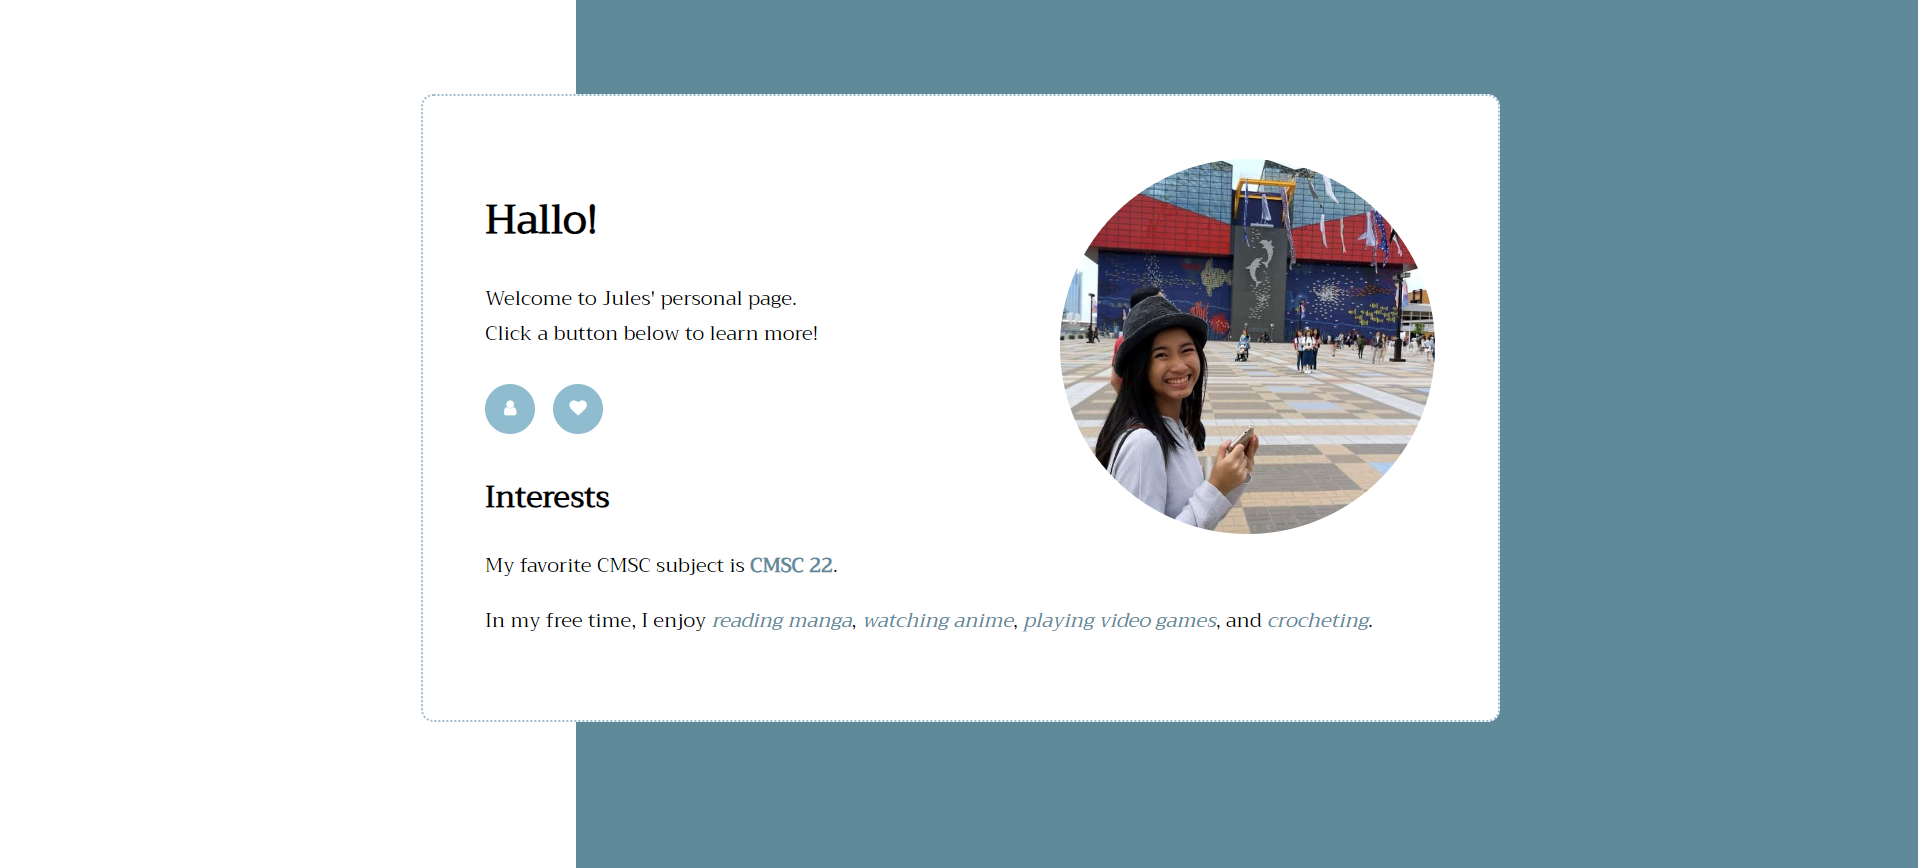 Hallo!
Welcome to Jules' personal page.
Click a button below to learn more!
Interests
My favorite CMSC subject is CMSC 22.
In my free time, I enjoy reading manga, watching anime, playing video games, and crocheting.